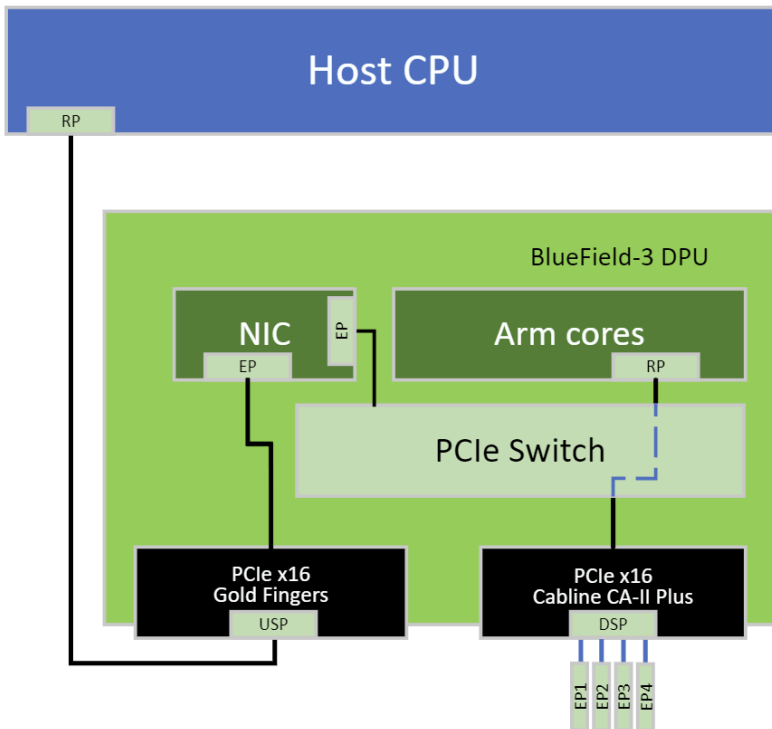 Host CPU
RP
BlueField-3 DPU
NIC
EP
EP
Arm cores
RP
PCIe Switch
PCIe x16
Gold Fingers
USP
PCIe x16
Cabline CA-II Plus
DSP
EP1
EP2
EP3
EP4